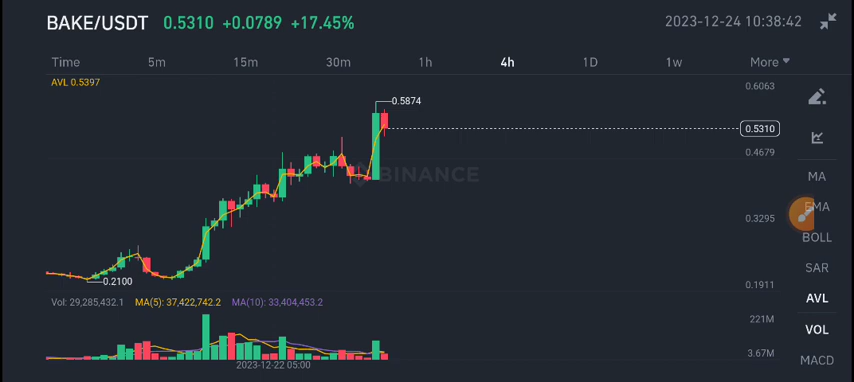 BAKE/USDT 0.5310 +0.0789 +17.45% 2023-12-24 10:38:42
Time 5m 15m 30m 1h 4h 1D 1w More
AVL 0.5397
0.6063
0.5874
0.5310
0.4679
BINANCE
0.3295
0.2100
0.1911
Vol: 29,285,432.1 MA(5): 37,422,742.2 MA(10): 33,404,453.2
221M
3.67M
2023-12-22 05:00
MA
EMA
BOLL
SAR
AVL
VOL
MACD